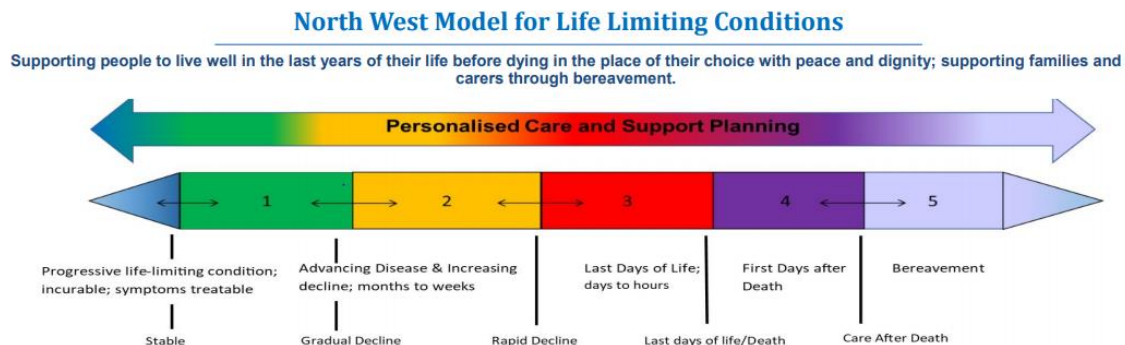 North West Model for Life Limiting Conditions
Supporting people to live well in the last years of their life before dying in the place of their choice with peace and dignity; supporting families and
carers through bereavement.
Personalised Care and Support Planning
1
2
3
4
5
Progressive life-limiting condition;
incurable; symptoms treatable
Advancing Disease & Increasing
decline; months to weeks
Last Days of Life;
days to hours
First Days after
Death
Bereavement
Stable
Gradual Decline
Rapid Decline
Last days of life/Death
Care After Death